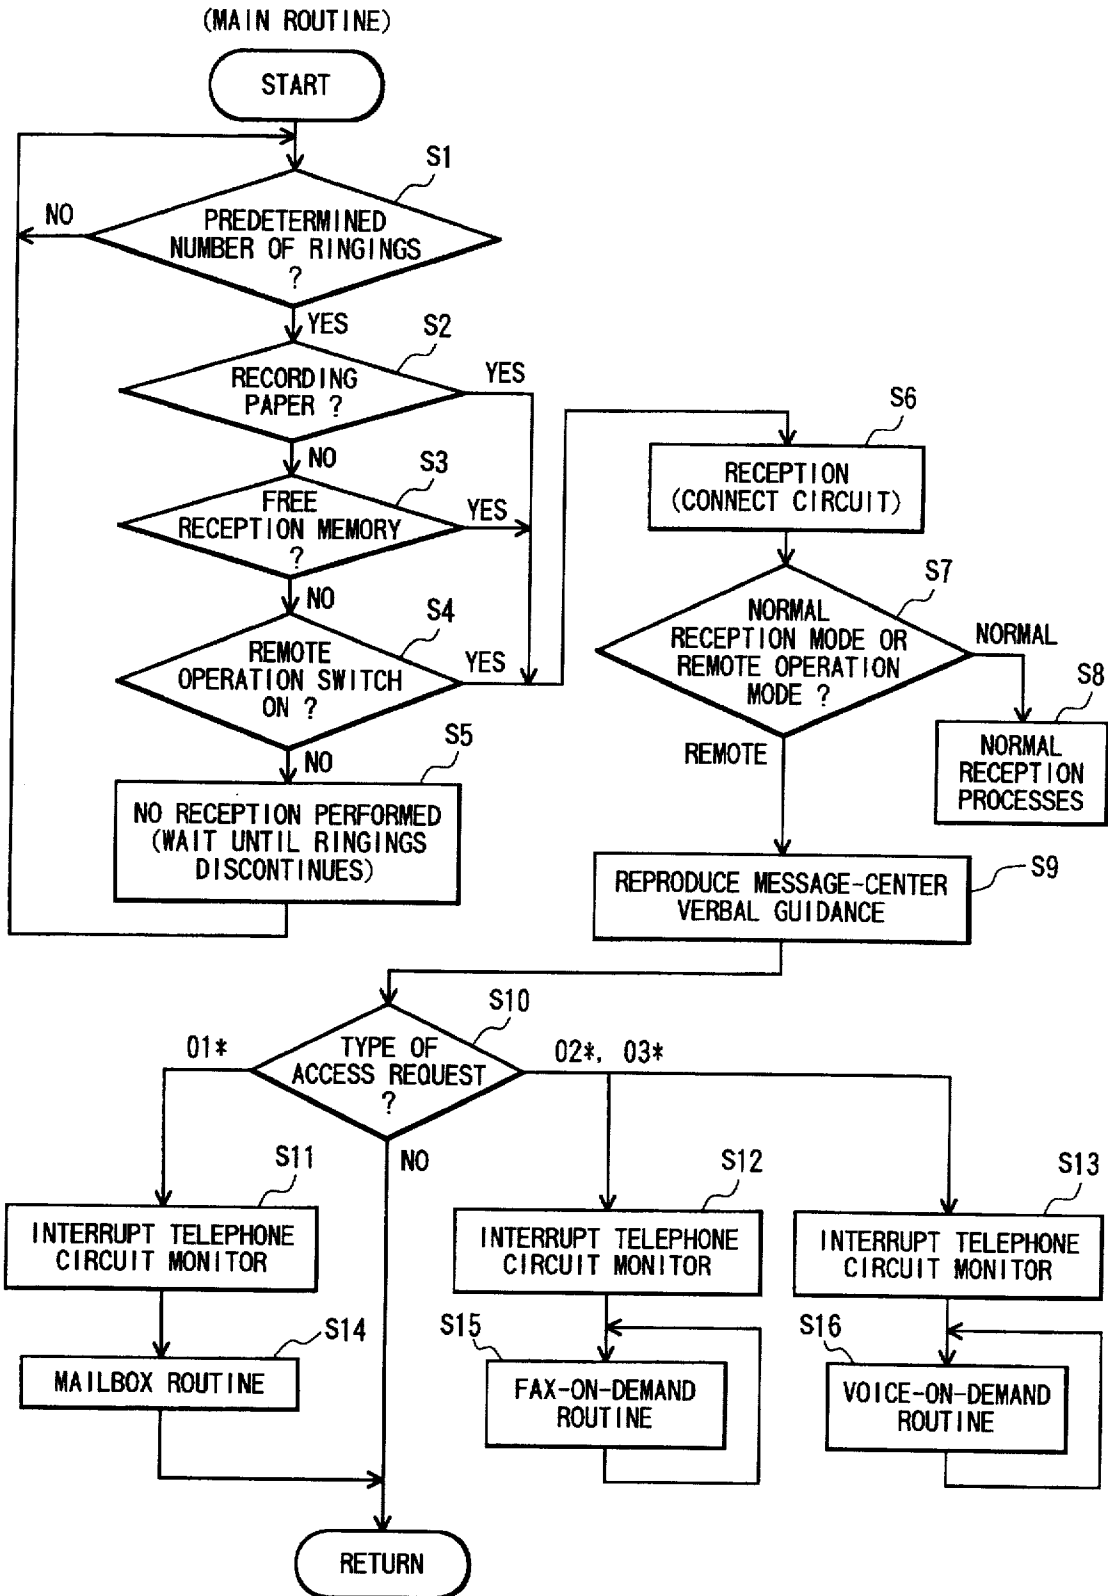 (MAIN ROUTINE)
START
S1
NO
PREDETERMINED
NUMBER OF RINGINGS
?
YES
S2
RECORDING
PAPER ?
YES
NO
S3
FREE
RECEPTION MEMORY
?
YES
NO
S4
REMOTE
OPERATION SWITCH
ON ?
YES
NO
S5
NO RECEPTION PERFORMED
(WAIT UNTIL RINGINGS
DISCONTINUES)
S6
RECEPTION
(CONNECT CIRCUIT)
S7
NORMAL
RECEPTION MODE OR
REMOTE OPERATION
MODE ?
NORMAL
S8
NORMAL
RECEPTION
PROCESSES
REMOTE
S9
REPRODUCE MESSAGE-CENTER
VERBAL GUIDANCE
S10
TYPE OF
ACCESS REQUEST
?
01*
02*, 03*
NO
S11
INTERRUPT TELEPHONE
CIRCUIT MONITOR
S12
INTERRUPT TELEPHONE
CIRCUIT MONITOR
S13
INTERRUPT TELEPHONE
CIRCUIT MONITOR
S14
MAILBOX ROUTINE
S15
FAX-ON-DEMAND
ROUTINE
S16
VOICE-ON-DEMAND
ROUTINE
RETURN